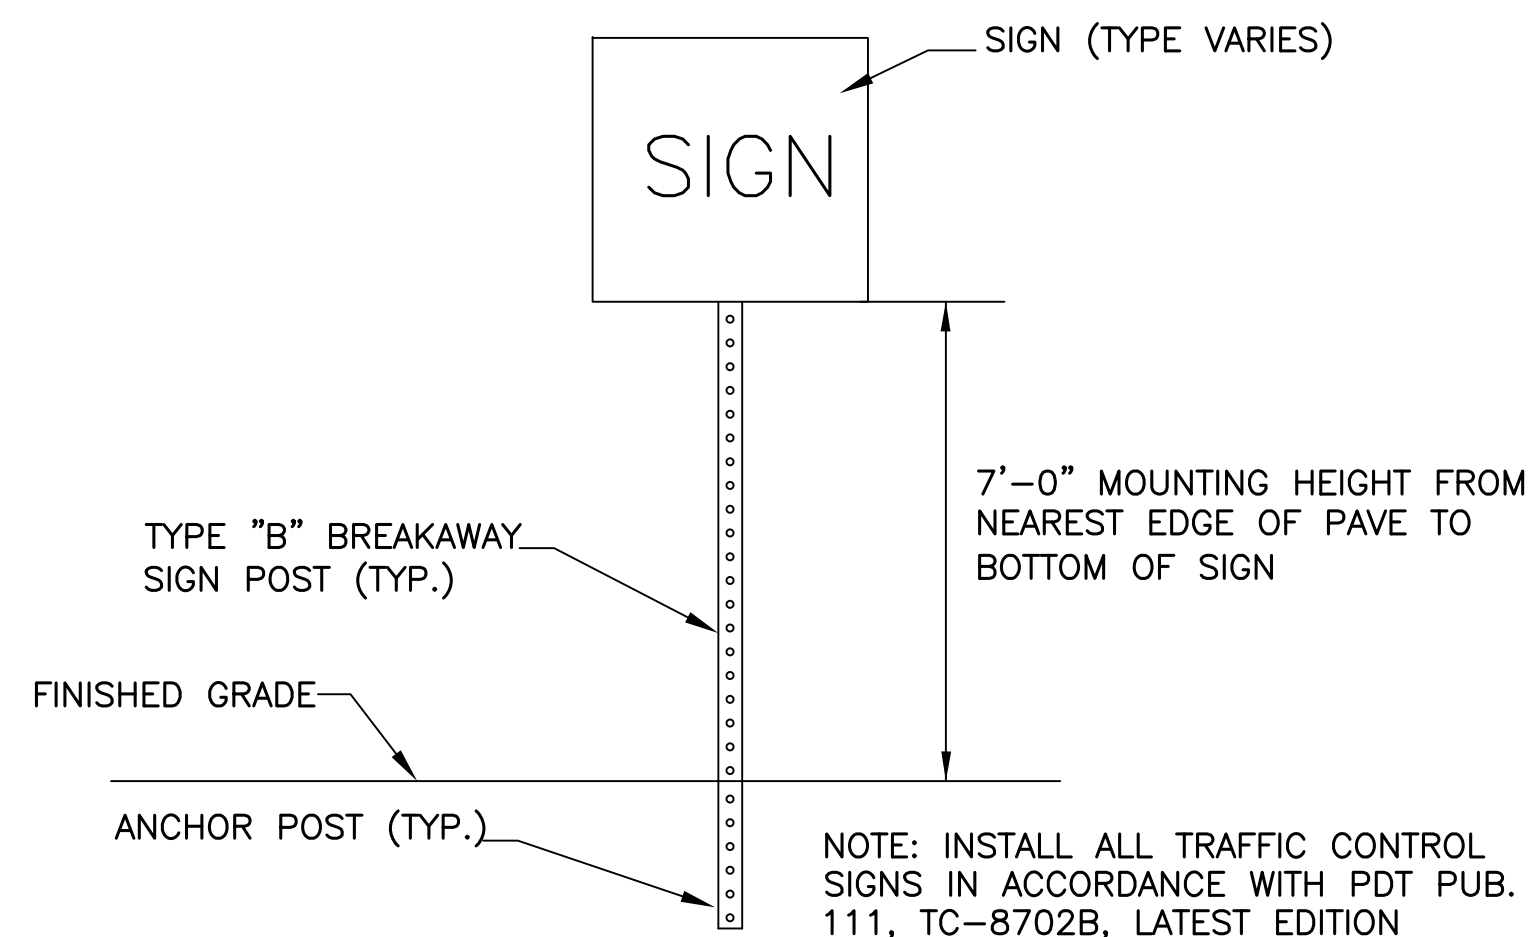 SIGN (TYPE VARIES)
SIGN
7'-0" MOUNTING HEIGHT FROM
NEAREST EDGE OF PAVE TO
BOTTOM OF SIGN
TYPE "B" BREAKAWAY
SIGN POST (TYP.)
FINISHED GRADE
ANCHOR POST (TYP.)
NOTE: INSTALL ALL TRAFFIC CONTROL
SIGNS IN ACCORDANCE WITH PDT PUB.
111, TC-8702B, LATEST EDITION